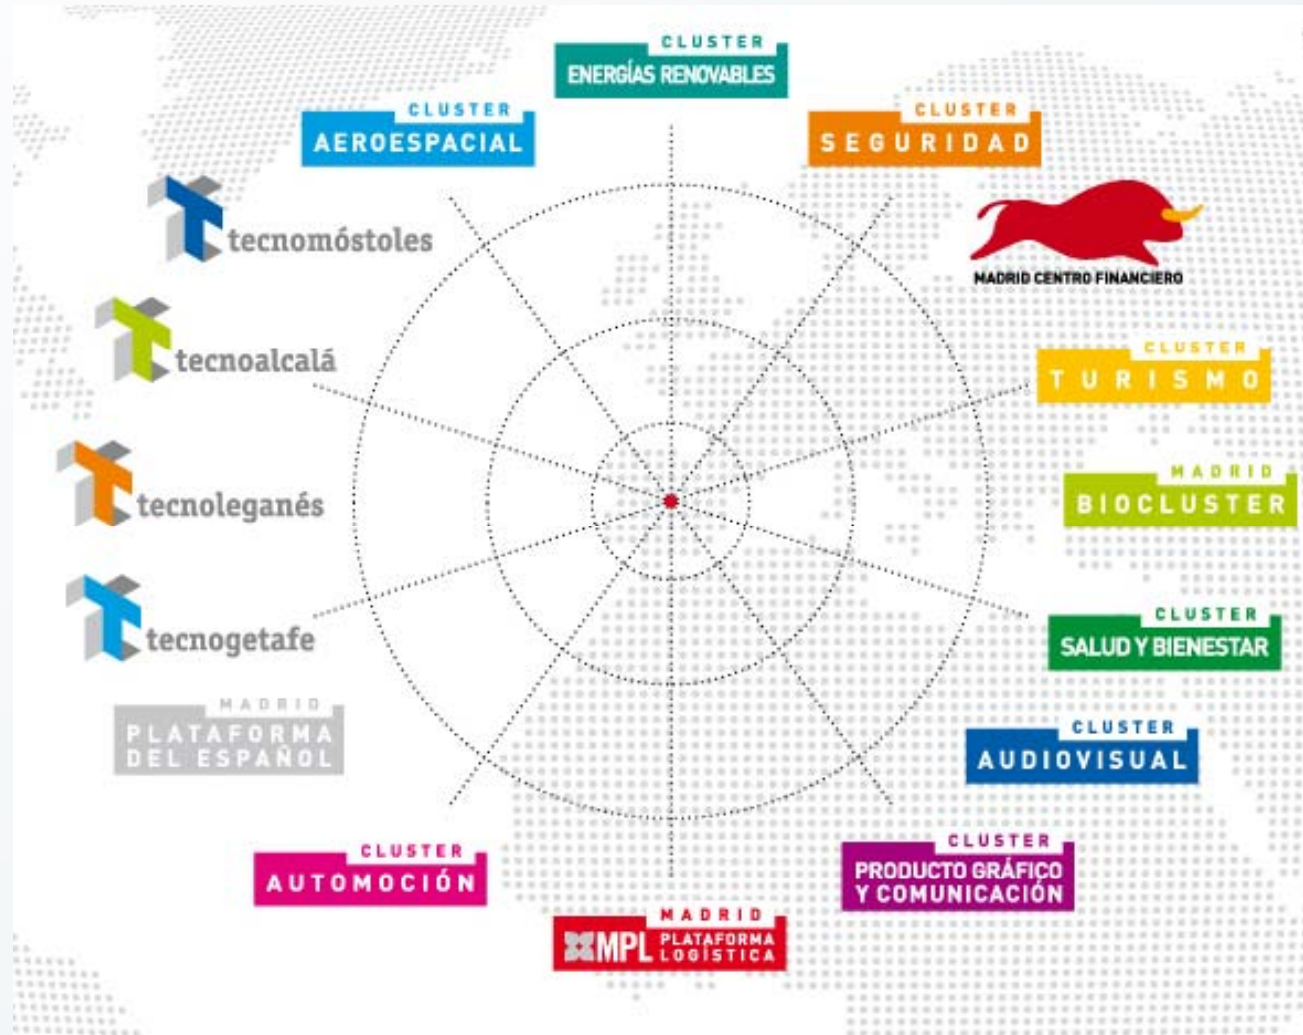 CLUSTER
ENERGÍAS RENOVABLES
CLUSTER
AEROESPACIAL
CLUSTER
SEGURIDAD
tecnomóstoles
MADRID CENTRO FINANCIERO
tecnoalcalá
CLUSTER
TURISMO
tecnoleganés
MADRID
BIOCLUSTER
tecnogetafe
CLUSTER
SALUD Y BIENESTAR
MADRID
PLATAFORMA
DEL ESPAÑOL
CLUSTER
AUDIOVISUAL
CLUSTER
AUTOMOCIÓN
CLUSTER
PRODUCTO GRÁFICO
Y COMUNICACIÓN
MADRID
MPL PLATAFORMA
LOGÍSTICA